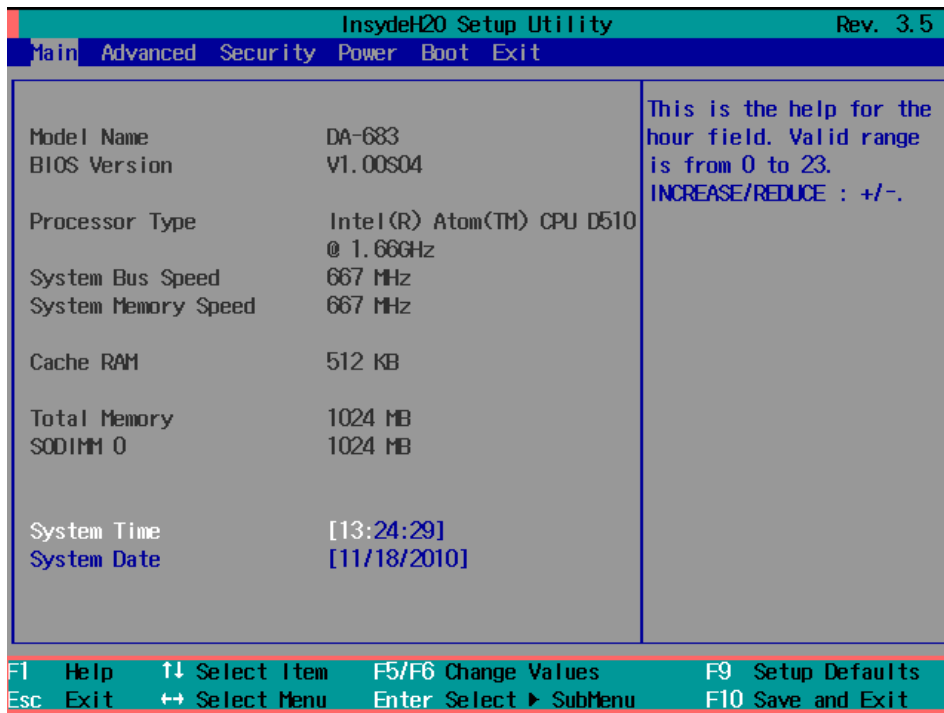 InsydeH20 Setup Utility Rev. 3.5
Main Advanced Security Power Boot Exit
This is the help for the
hour field. Valid range
is from 0 to 23.
INCREASE/REDUCE : +/-.
Model Name DA-683
BIOS Version V1.00S04
Processor Type Intel(R) Atom(TM) CPU D510
@ 1.66GHz
System Bus Speed 667 MHz
System Memory Speed 667 MHz
Cache RAM 512 KB
Total Memory 1024 MB
SODIMM 0 1024 MB
System Time [13:24:29]
System Date [11/18/2010]
F1 Help ↑↓ Select Item F5/F6 Change Values F9 Setup Defaults
Esc Exit ↔ Select Menu Enter Select ▶ SubMenu F10 Save and Exit